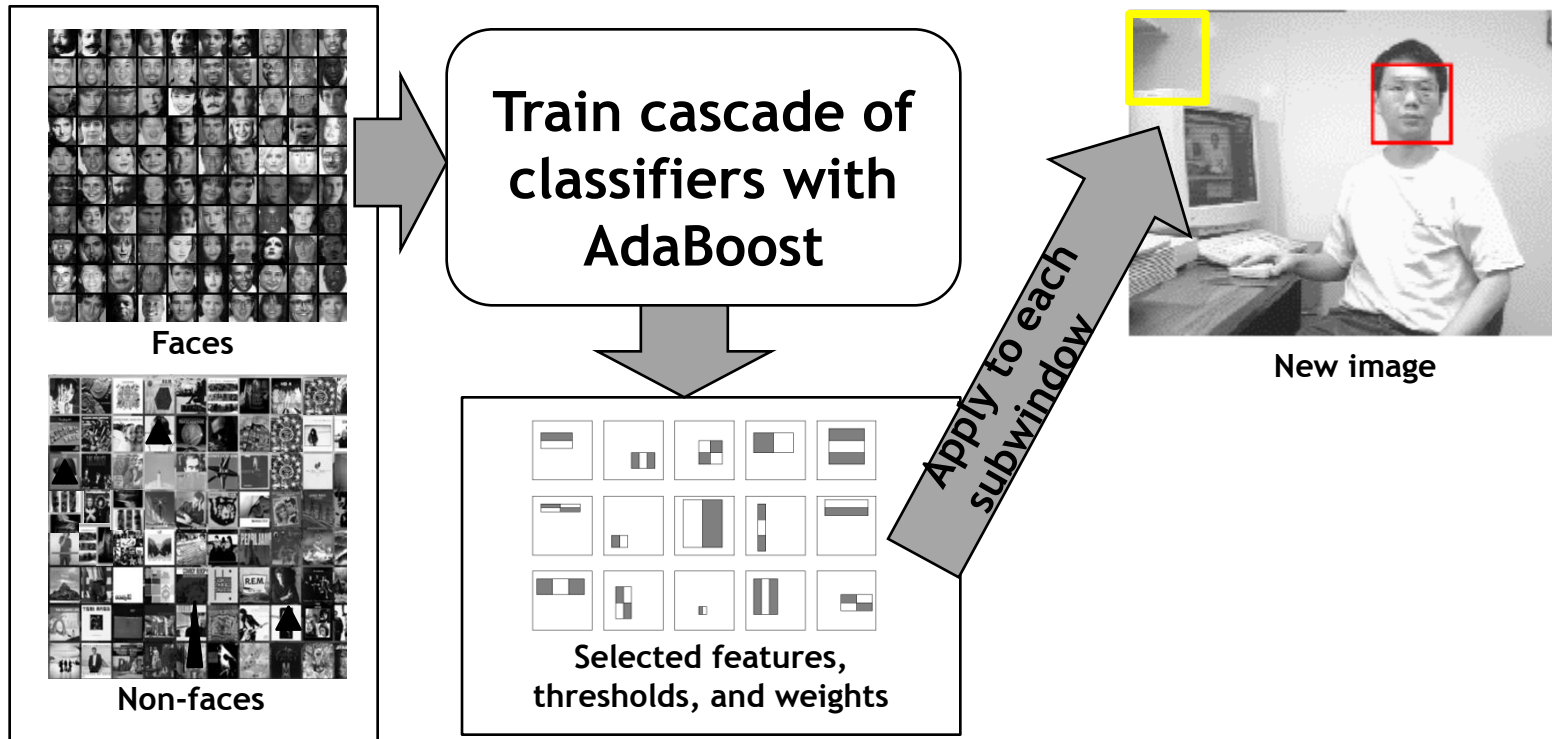 Faces
Non-faces
Train cascade of
classifiers with
AdaBoost
Selected features,
thresholds, and weights
Apply to each
subwindow
New image
R.E.M.